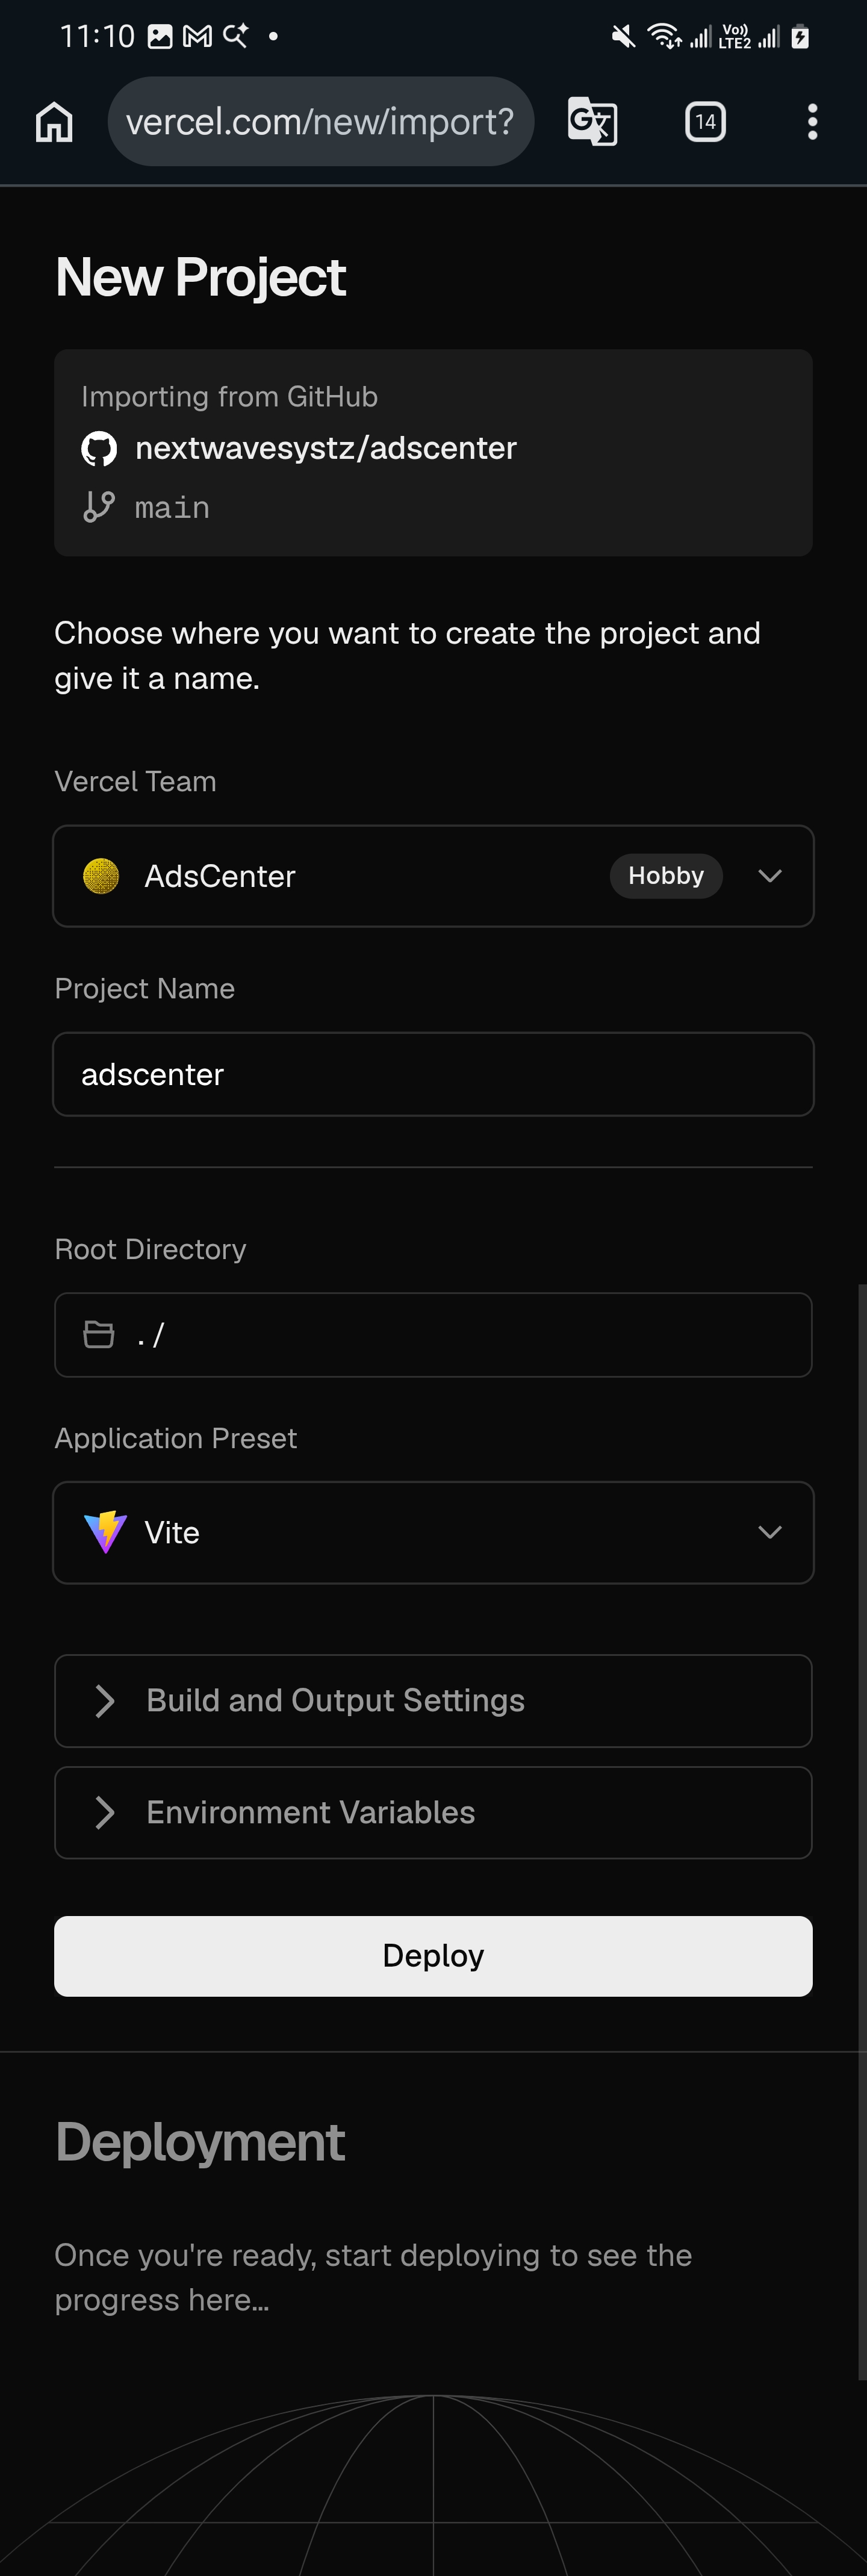 11:10
Vo))
LTE2
vercel.com/new/import?
14
New Project
Importing from GitHub
nextwavesystz/adscenter
main
Choose where you want to create the project and
give it a name.
Vercel Team
AdsCenter
Hobby
Project Name
adscenter
Root Directory
./
Application Preset
Vite
Build and Output Settings
Environment Variables
Deploy
Deployment
Once you're ready, start deploying to see the
progress here...